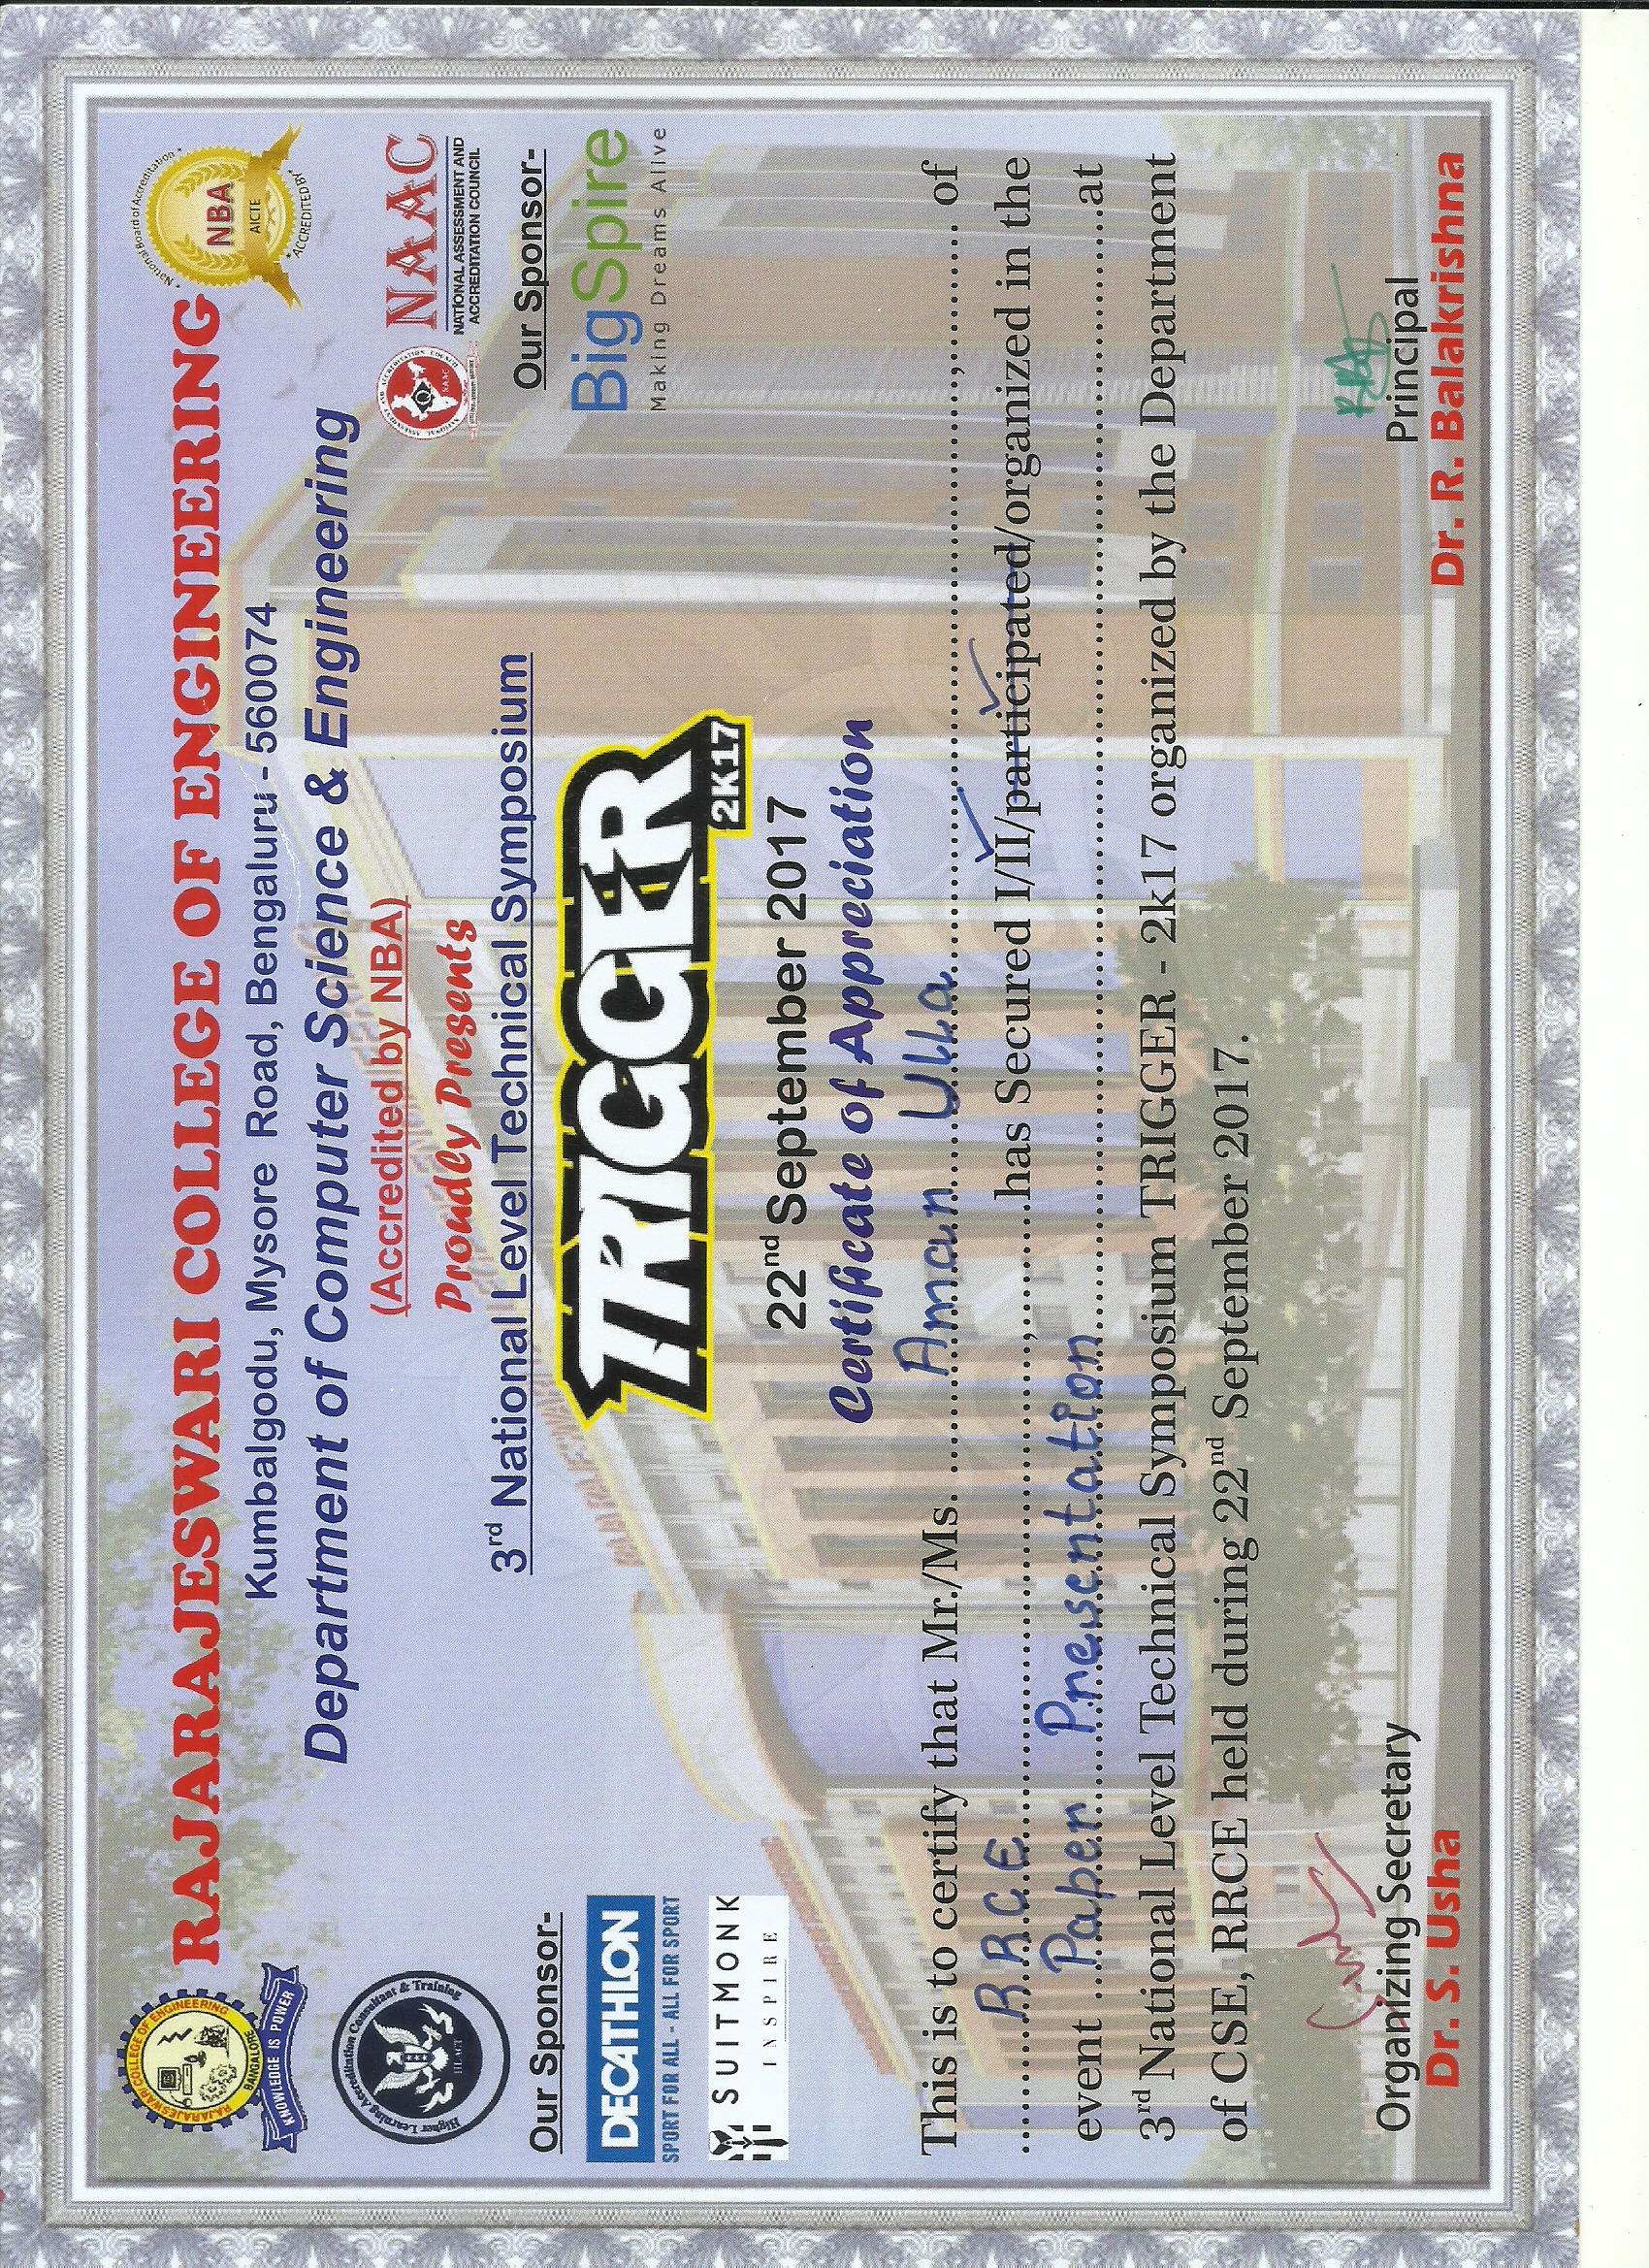 RAJARAJESWARI COLLEGE OF ENGINEERING
BANGALORE
KNOWLEDGE IS POWER
RAJARAJESWARI COLLEGE OF ENGINEERING
Kumbalgodu, Mysore Road, Bengaluru - 560074
Department of Computer Science & Engineering
(Accredited by NBA)
Proudly Presents
3rd National Level Technical Symposium
National Board of Accreditation
NBA
AICTE
ACCREDITED BY
Higher Learning Accreditation Consultant & Training
HLACT
NAAC
NATIONAL ASSESSMENT AND
ACCREDITATION COUNCIL
Our Sponsor-
DECATHLON
SPORT FOR ALL - ALL FOR SPORT
SUITMONK
INSPIRE
Our Sponsor-
BigSpire
Making Dreams Alive
TRIGGER
2K17
22nd September 2017
Certificate of Appreciation
This is to certify that Mr./Ms. Aman Ulla of
RRCE has Secured I/II/participated/organized in the
event Paper Presentation at
3rd National Level Technical Symposium TRIGGER - 2k17 organized by the Department
of CSE, RRCE held during 22nd September 2017.
Organizing Secretary
Dr. S. Usha
Principal
Dr. R. Balakrishna